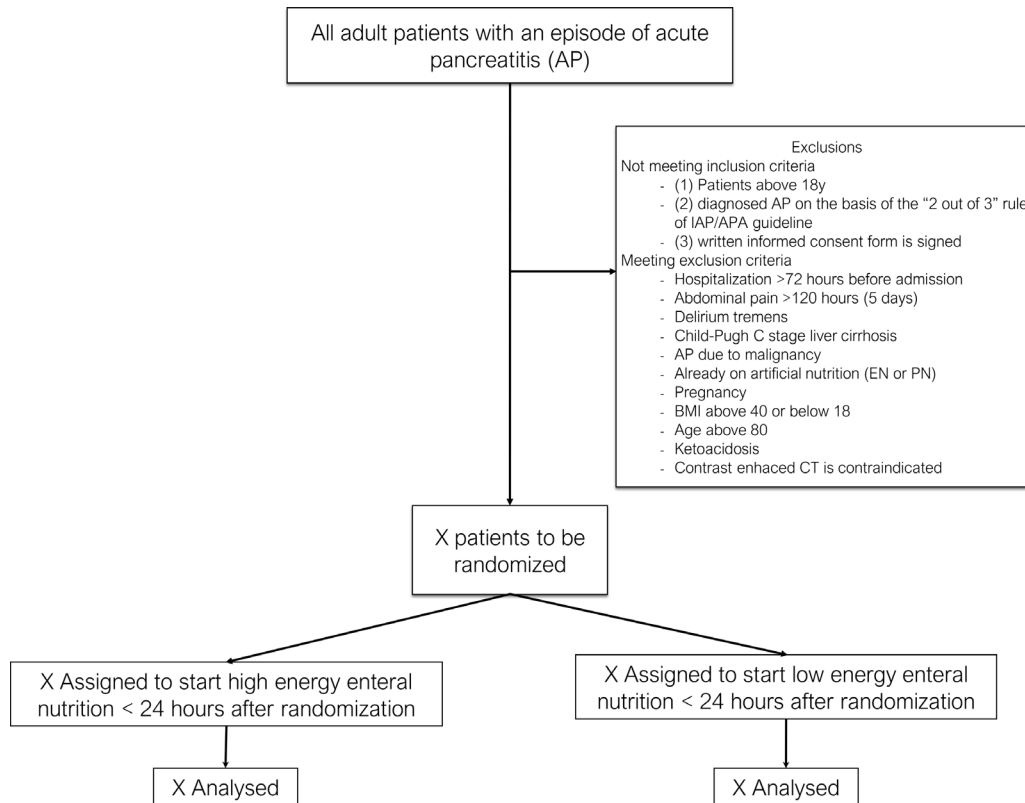 All adult patients with an episode of acute
pancreatitis (AP)
Exclusions
Not meeting inclusion criteria
- (1) Patients above 18y
- (2) diagnosed AP on the basis of the “2 out of 3” rule
of IAP/APA guideline
- (3) written informed consent form is signed
Meeting exclusion criteria
- Hospitalization >72 hours before admission
- Abdominal pain >120 hours (5 days)
- Delirium tremens
- Child-Pugh C stage liver cirrhosis
- AP due to malignancy
- Already on artificial nutrition (EN or PN)
- Pregnancy
- BMI above 40 or below 18
- Age above 80
- Ketoacidosis
- Contrast enhaced CT is contraindicated
X patients to be
randomized
X Assigned to start high energy enteral
nutrition < 24 hours after randomization
X Assigned to start low energy enteral
nutrition < 24 hours after randomization
X Analysed
X Analysed